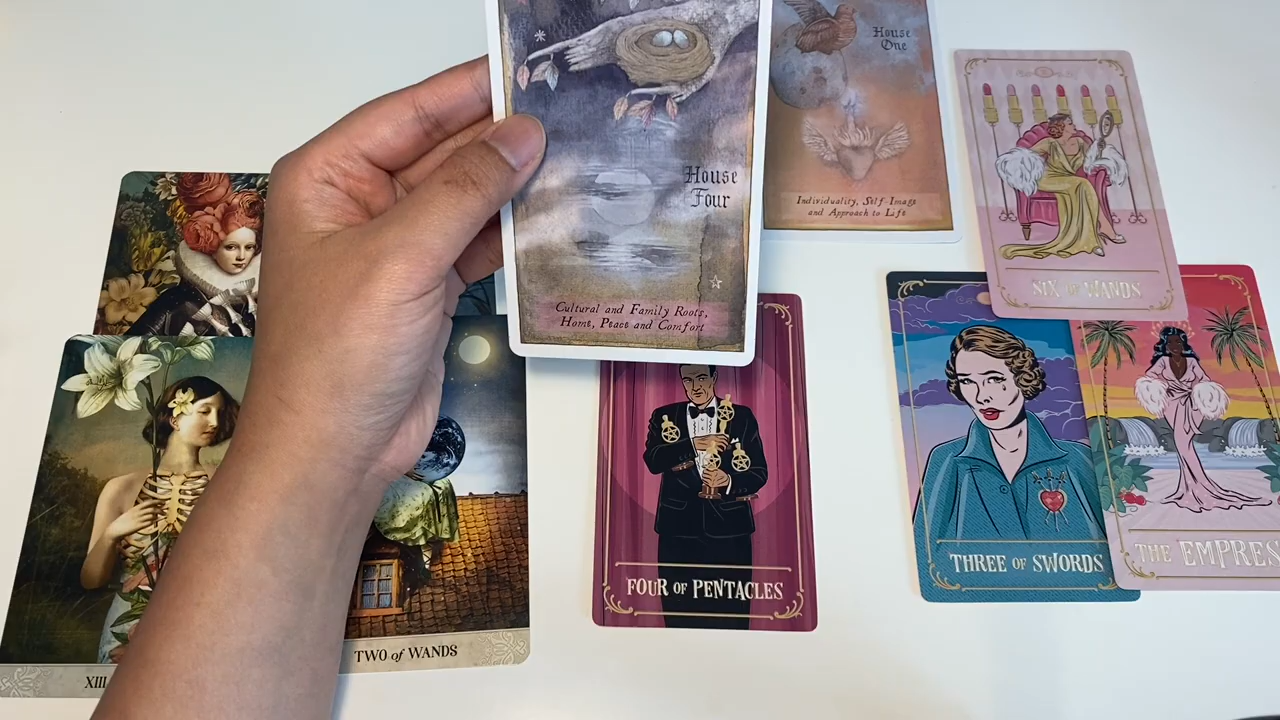 House
Four
Cultural and Family Roots,
Home, Peace and Comfort
House
One
Individuality, Self-Image
and Approach to Life
SIX OF WANDS
FOUR OF PENTACLES
THREE OF SWORDS
THE EMPRES
XIII
TWO of WANDS